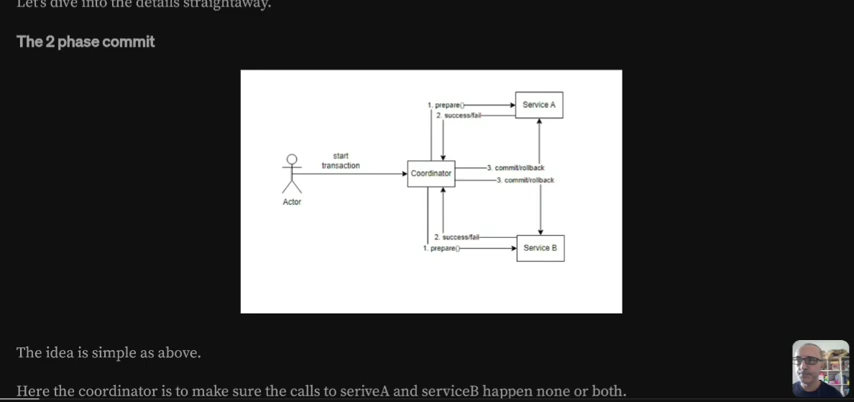 Let's dive into the details straightaway.
The 2 phase commit
1. prepare()
Service A
2. success/fail
start
transaction
3. commit/rollback
Coordinator
3. commit/rollback
Actor
2. success/fail
1. prepare()
Service B
The idea is simple as above.
Here the coordinator is to make sure the calls to seriveA and serviceB happen none or both.